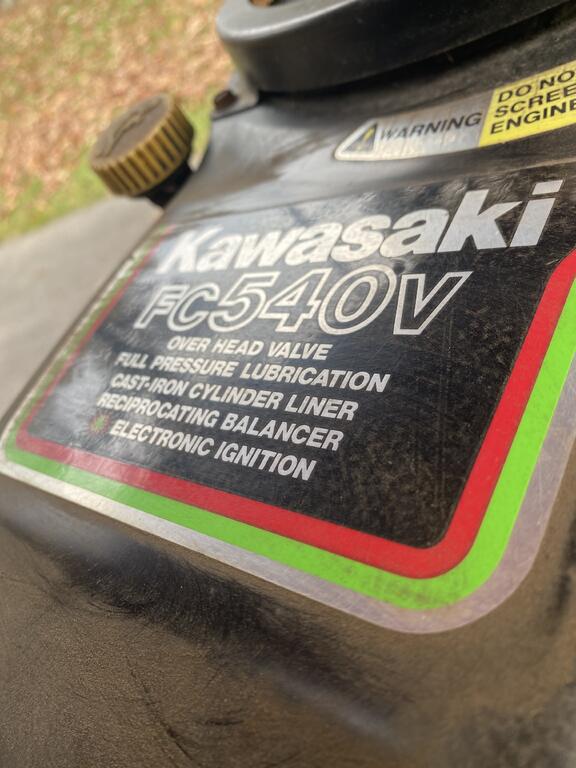 WARNING
DO NO
SCREE
ENGINE
Kawasaki
FC540V
OVER HEAD VALVE
FULL PRESSURE LUBRICATION
CAST-IRON CYLINDER LINER
RECIPROCATING BALANCER
ELECTRONIC IGNITION